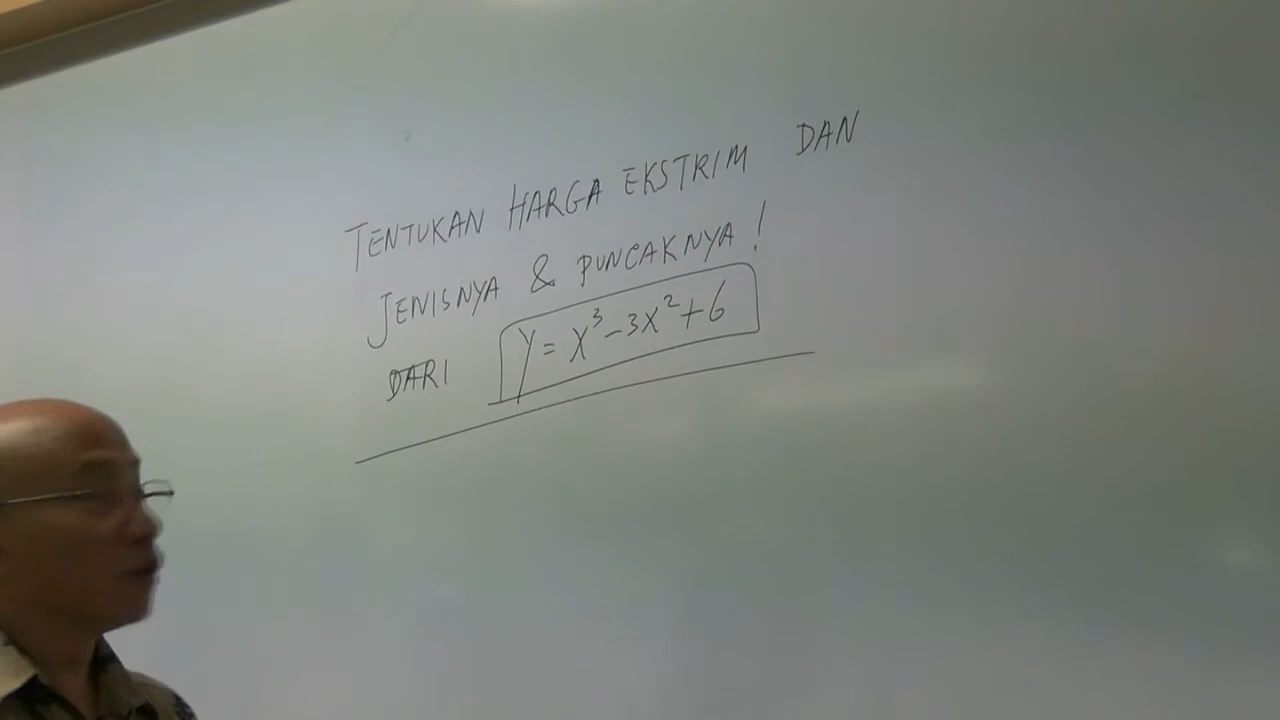 TENTUKAN HARGA EKSTRIM DAN
JENISNYA & PUNCAKNYA !
DARI y = x³ - 3x² + 6